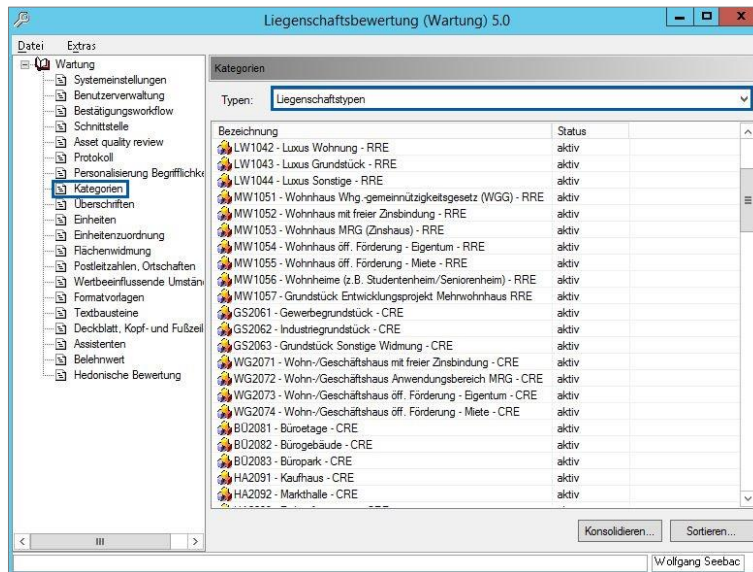 Liegenschaftsbewertung (Wartung) 5.0
Datei Extras
Wartung
Systemeinstellungen
Benutzerverwaltung
Bestätigungsworkflow
Schnittstelle
Asset quality review
Protokoll
Personalisierung Begrifflichke
Kategorien
Überschriften
Einheiten
Einheitenzuordnung
Flächenwidmung
Postleitzahlen, Ortschaften
Wertbeeinflussende Umstän
Formatvorlagen
Textbausteine
Deckblatt, Kopf- und Fußzeil
Assistenten
Belehnwert
Hedonische Bewertung
Kategorien
Typen: Liegenschaftstypen
Bezeichnung Status
LW1042 - Luxus Wohnung - RRE aktiv
LW1043 - Luxus Grundstück - RRE aktiv
LW1044 - Luxus Sonstige - RRE aktiv
MW1051 - Wohnhaus Whg.-gemeinnützigkeitsgesetz (WGG) - RRE aktiv
MW1052 - Wohnhaus mit freier Zinsbindung - RRE aktiv
MW1053 - Wohnhaus MRG (Zinshaus) - RRE aktiv
MW1054 - Wohnhaus öff. Förderung - Eigentum - RRE aktiv
MW1055 - Wohnhaus öff. Förderung - Miete - RRE aktiv
MW1056 - Wohnheime (z.B. Studentenheim/Seniorenheim) - RRE aktiv
MW1057 - Grundstück Entwicklungsprojekt Mehrwohnhaus RRE aktiv
GS2061 - Gewerbegrundstück - CRE aktiv
GS2062 - Industriegrundstück - CRE aktiv
GS2063 - Grundstück Sonstige Widmung - CRE aktiv
WG2071 - Wohn-/Geschäftshaus mit freier Zinsbindung - CRE aktiv
WG2072 - Wohn-/Geschäftshaus Anwendungsbereich MRG - CRE aktiv
WG2073 - Wohn-/Geschäftshaus öff. Förderung - Eigentum - CRE aktiv
WG2074 - Wohn-/Geschäftshaus öff. Förderung - Miete - CRE aktiv
BÜ2081 - Büroetage - CRE aktiv
BÜ2082 - Bürogebäude - CRE aktiv
BÜ2083 - Büropark - CRE aktiv
HA2091 - Kaufhaus - CRE aktiv
HA2092 - Markthalle - CRE aktiv
Konsolidieren... Sortieren...
Wolfgang Seebac